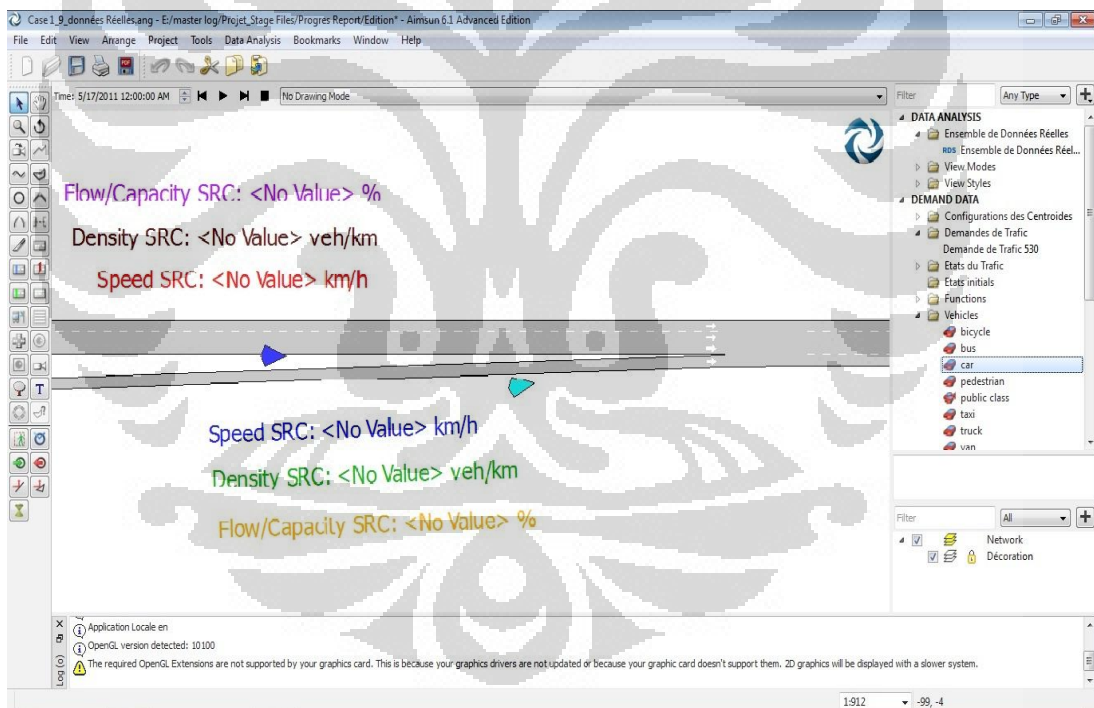 Case 1_9_données Réelles.ang - E:/master log/Projet_Stage Files/Progres Report/Edition* - Aimsun 6.1 Advanced Edition
File Edit View Arrange Project Tools Data Analysis Bookmarks Window Help
Time: 5/17/2011 12:00:00 AM No Drawing Mode
Flow/Capacity SRC: <No Value> %
Density SRC: <No Value> veh/km
Speed SRC: <No Value> km/h
Speed SRC: <No Value> km/h
Density SRC: <No Value> veh/km
Flow/Capacity SRC: <No Value> %
Filter Any Type
DATA ANALYSIS
Ensemble de Données Réelles
RDS Ensemble de Données Réel...
View Modes
View Styles
DEMAND DATA
Configurations des Centroides
Demandes de Trafic
Demande de Trafic 530
Etats du Trafic
Etats initials
Functions
Vehicles
bicycle
bus
car
pedestrian
public class
taxi
truck
van
Filter All
Network
Décoration
Log (0)
Application Locale en
OpenGL version detected: 10100
The required OpenGL Extensions are not supported by your graphics card. This is because your graphics drivers are not updated or because your graphic card doesn't support them. 2D graphics will be displayed with a slower system.
1:912 -99, -4